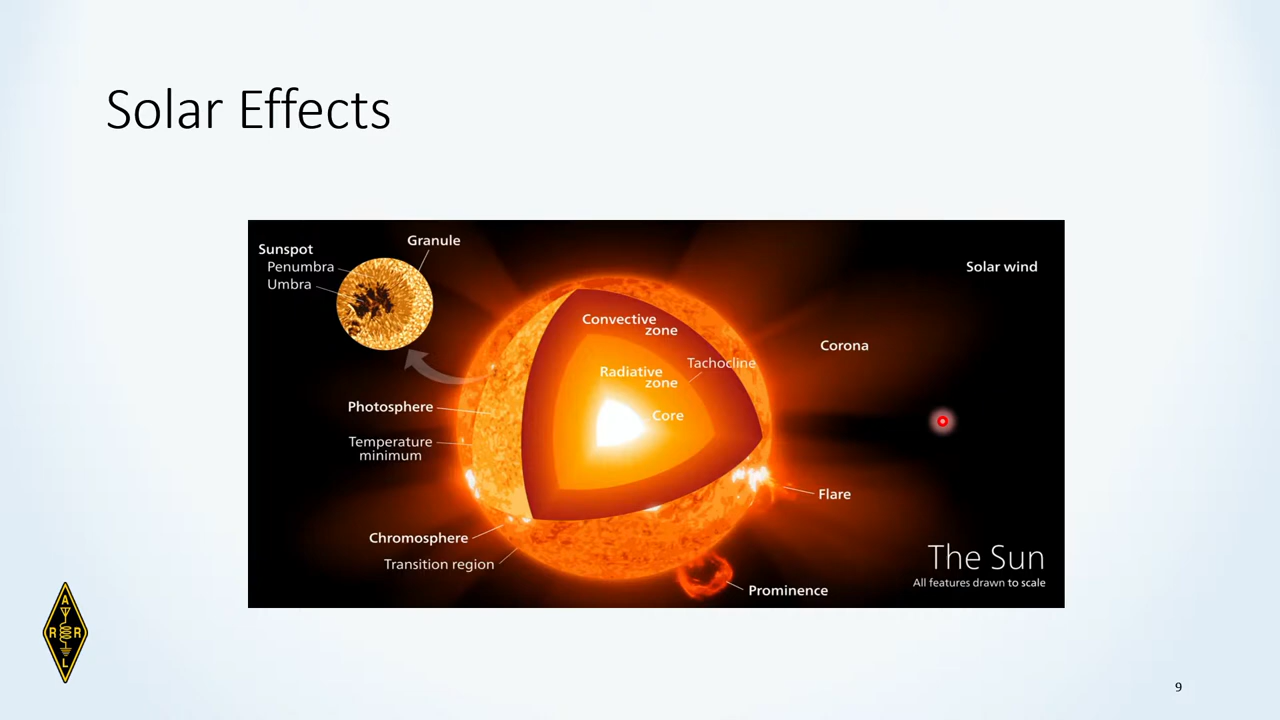 Solar Effects
Sunspot
Penumbra
Umbra
Granule
Solar wind
Convective
zone
Corona
Tachocline
Radiative
zone
Photosphere
Core
Temperature
minimum
Flare
Chromosphere
Transition region
The Sun
All features drawn to scale
Prominence
A
R R
L
9